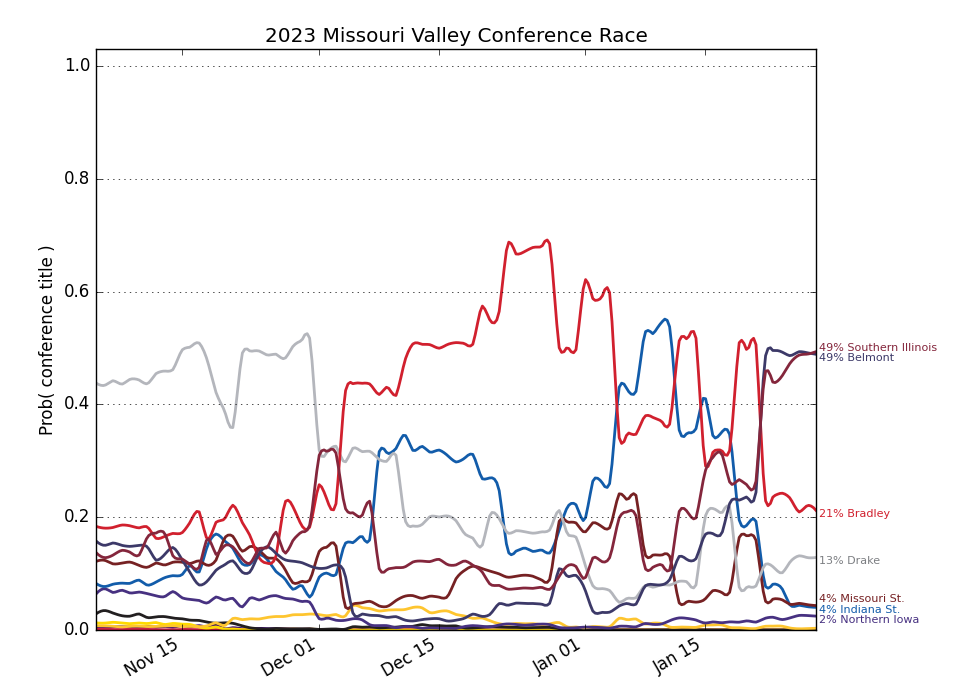 2023 Missouri Valley Conference Race
Prob( conference title )
1.0
0.8
0.6
0.4
0.2
0.0
Nov 15
Dec 01
Dec 15
Jan 01
Jan 15
49% Southern Illinois
49% Belmont
21% Bradley
13% Drake
4% Missouri St.
4% Indiana St.
2% Northern Iowa